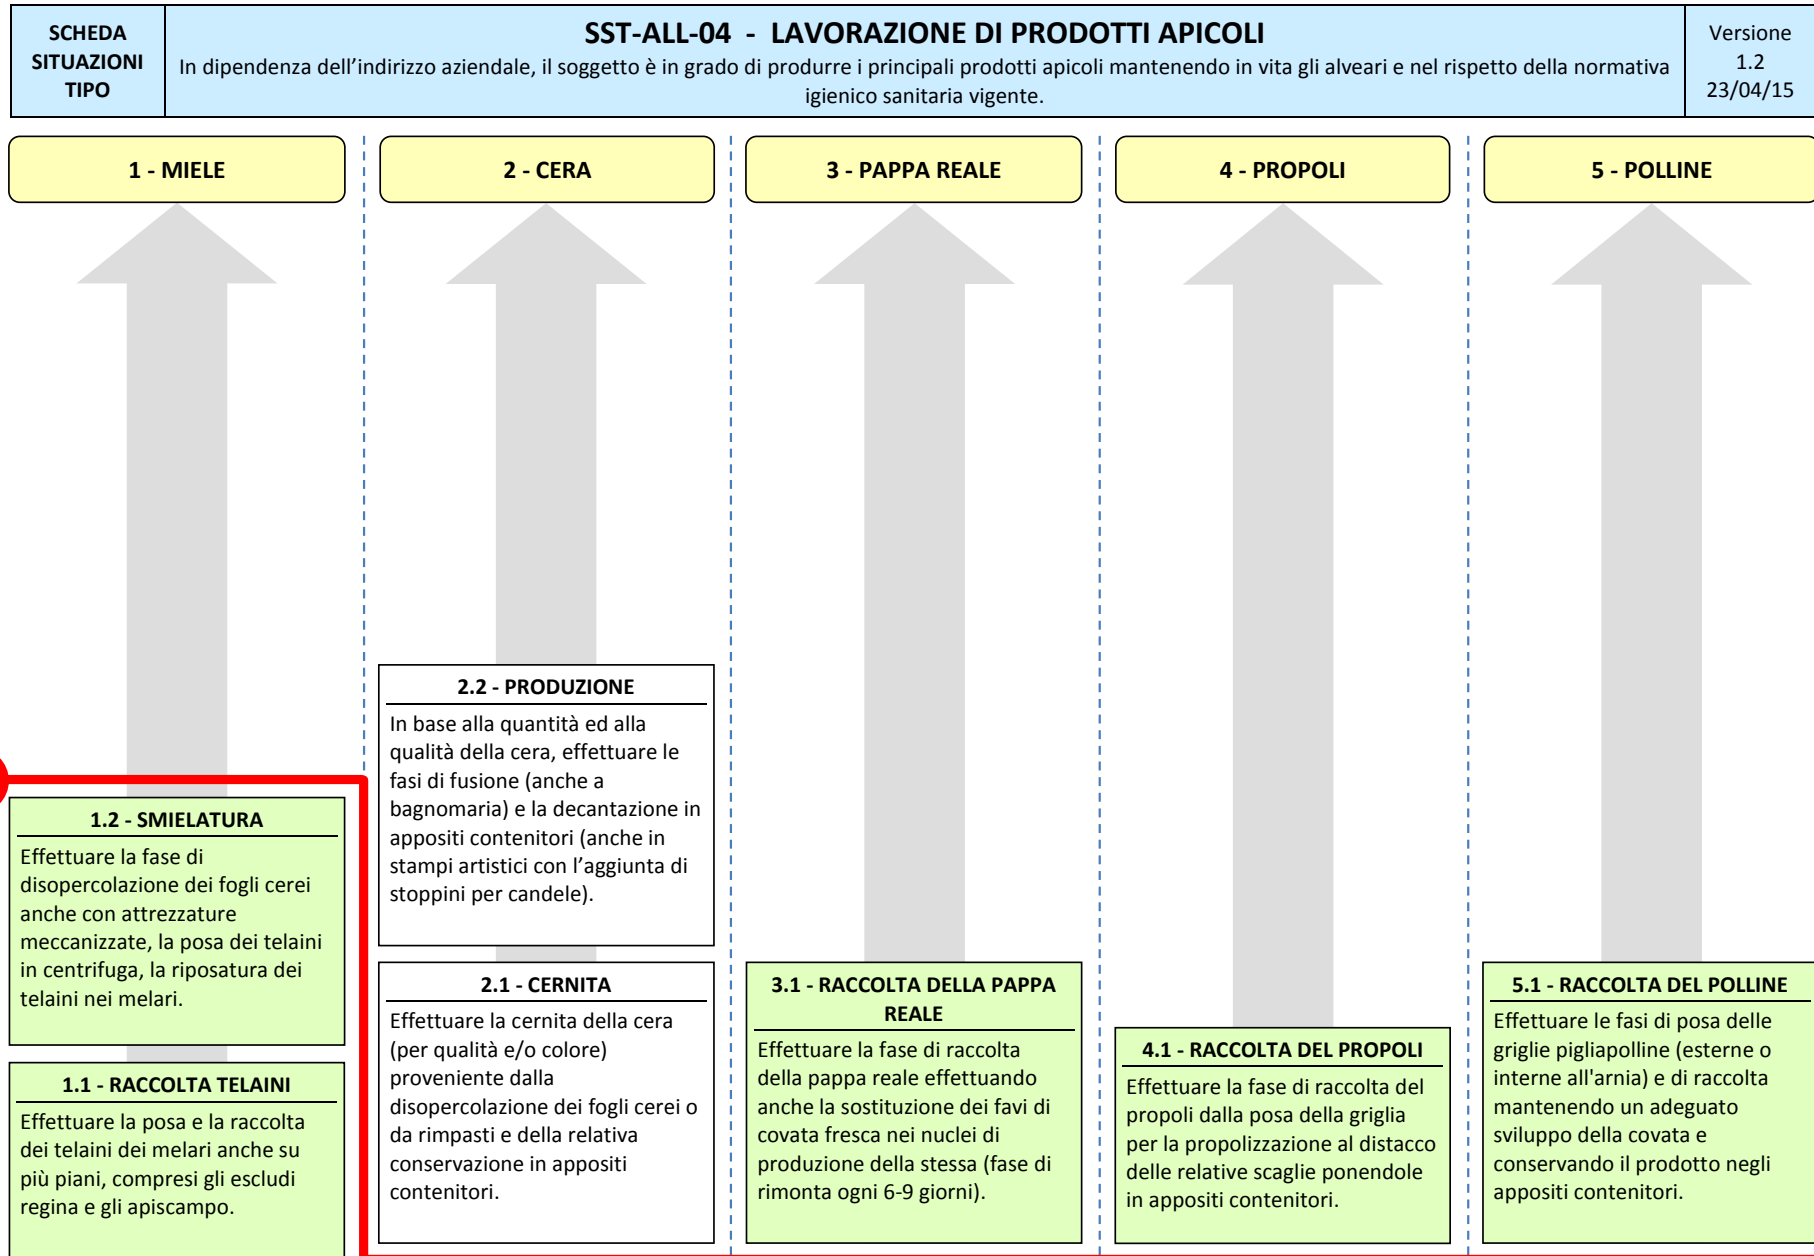 SCHEDA
SITUAZIONI
TIPO
SST-ALL-04 - LAVORAZIONE DI PRODOTTI APICOLI
In dipendenza dell’indirizzo aziendale, il soggetto è in grado di produrre i principali prodotti apicoli mantenendo in vita gli alveari e nel rispetto della normativa
igienico sanitaria vigente.
Versione
1.2
23/04/15
1 - MIELE
2 - CERA
3 - PAPPA REALE
4 - PROPOLI
5 - POLLINE
1.2 - SMIELATURA
Effettuare la fase di
disopercolazione dei fogli cerei
anche con attrezzature
meccanizzate, la posa dei telaini
in centrifuga, la riposatura dei
telaini nei melari.
1.1 - RACCOLTA TELAINI
Effettuare la posa e la raccolta
dei telaini dei melari anche su
più piani, compresi gli escludi
regina e gli apiscampo.
2.2 - PRODUZIONE
In base alla quantità ed alla
qualità della cera, effettuare le
fasi di fusione (anche a
bagnomaria) e la decantazione in
appositi contenitori (anche in
stampi artistici con l’aggiunta di
stoppini per candele).
2.1 - CERNITA
Effettuare la cernita della cera
(per qualità e/o colore)
proveniente dalla
disopercolazione dei fogli cerei o
da rimpasti e della relativa
conservazione in appositi
contenitori.
3.1 - RACCOLTA DELLA PAPPA
REALE
Effettuare la fase di raccolta
della pappa reale effettuando
anche la sostituzione dei favi di
covata fresca nei nuclei di
produzione della stessa (fase di
rimonta ogni 6-9 giorni).
4.1 - RACCOLTA DEL PROPOLI
Effettuare la fase di raccolta del
propoli dalla posa della griglia
per la propolizzazione al distacco
delle relative scaglie ponendole
in appositi contenitori.
5.1 - RACCOLTA DEL POLLINE
Effettuare le fasi di posa delle
griglie pigliapolline (esterne o
interne all'arnia) e di raccolta
mantenendo un adeguato
sviluppo della covata e
conservando il prodotto negli
appositi contenitori.